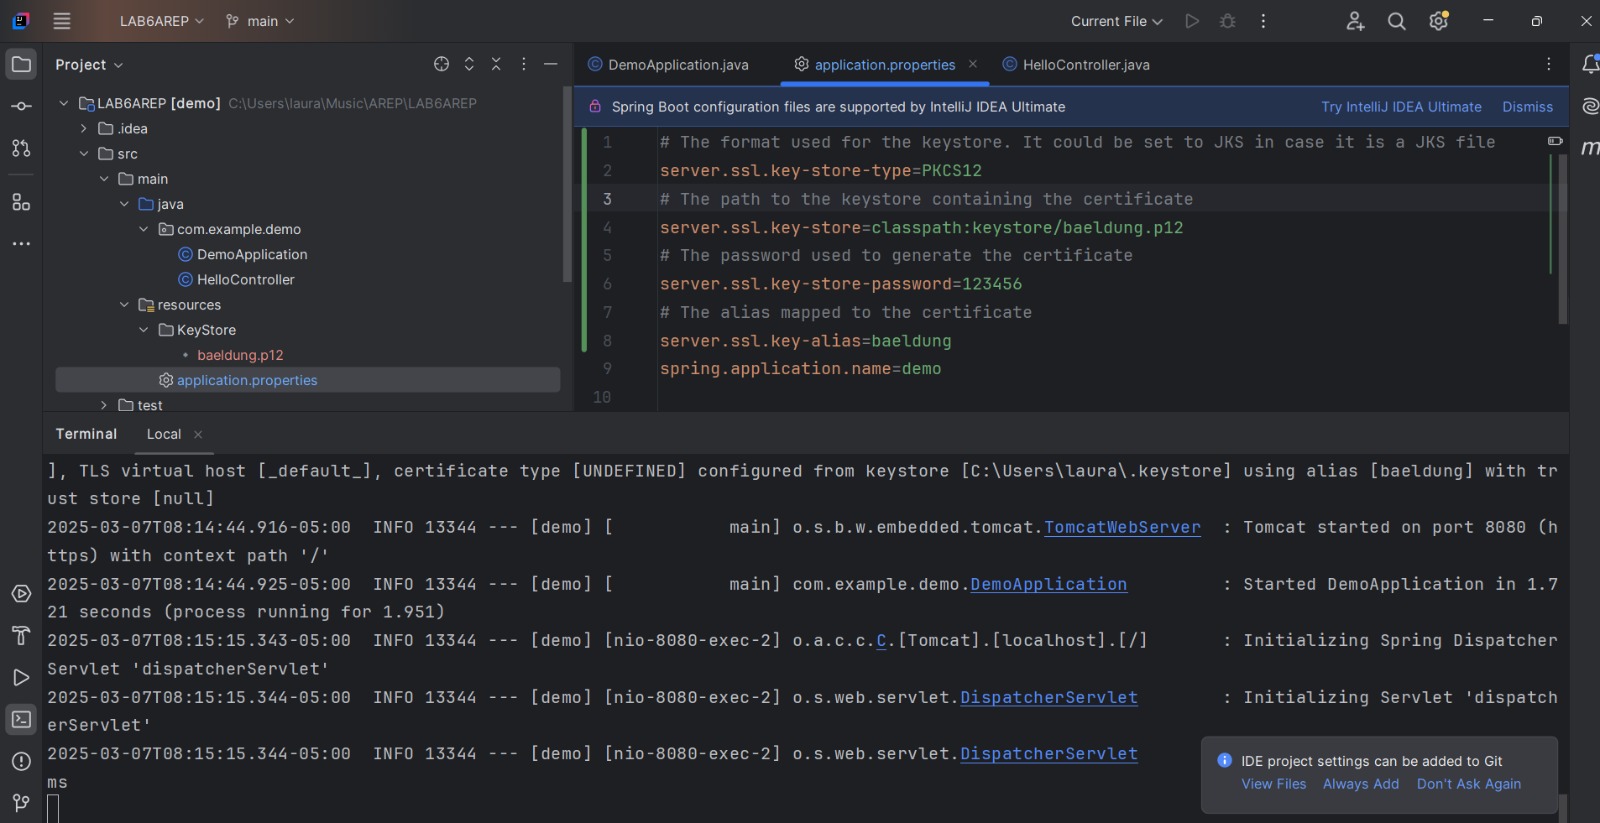 LAB6AREP
main
Current File
Project
LAB6AREP [demo] C:\Users\laura\Music\AREP\LAB6AREP
.idea
src
main
java
com.example.demo
DemoApplication
HelloController
resources
KeyStore
baeldung.p12
application.properties
test
DemoApplication.java
application.properties
HelloController.java
Spring Boot configuration files are supported by IntelliJ IDEA Ultimate
Try IntelliJ IDEA Ultimate
Dismiss
1 # The format used for the keystore. It could be set to JKS in case it is a JKS file
2 server.ssl.key-store-type=PKCS12
3 # The path to the keystore containing the certificate
4 server.ssl.key-store=classpath:keystore/baeldung.p12
5 # The password used to generate the certificate
6 server.ssl.key-store-password=123456
7 # The alias mapped to the certificate
8 server.ssl.key-alias=baeldung
9 spring.application.name=demo
10
m
Terminal
Local
], TLS virtual host [_default_], certificate type [UNDEFINED] configured from keystore [C:\Users\laura\.keystore] using alias [baeldung] with tr
ust store [null]
2025-03-07T08:14:44.916-05:00  INFO 13344 --- [demo] [           main] o.s.b.w.embedded.tomcat.TomcatWebServer  : Tomcat started on port 8080 (h
ttps) with context path '/'
2025-03-07T08:14:44.925-05:00  INFO 13344 --- [demo] [           main] com.example.demo.DemoApplication         : Started DemoApplication in 1.7
21 seconds (process running for 1.951)
2025-03-07T08:15:15.343-05:00  INFO 13344 --- [demo] [nio-8080-exec-2] o.a.c.c.C.[Tomcat].[localhost].[/]       : Initializing Spring Dispatcher
Servlet 'dispatcherServlet'
2025-03-07T08:15:15.344-05:00  INFO 13344 --- [demo] [nio-8080-exec-2] o.s.web.servlet.DispatcherServlet        : Initializing Servlet 'dispatch
erServlet'
2025-03-07T08:15:15.344-05:00  INFO 13344 --- [demo] [nio-8080-exec-2] o.s.web.servlet.DispatcherServlet
ms
IDE project settings can be added to Git
View Files
Always Add
Don't Ask Again